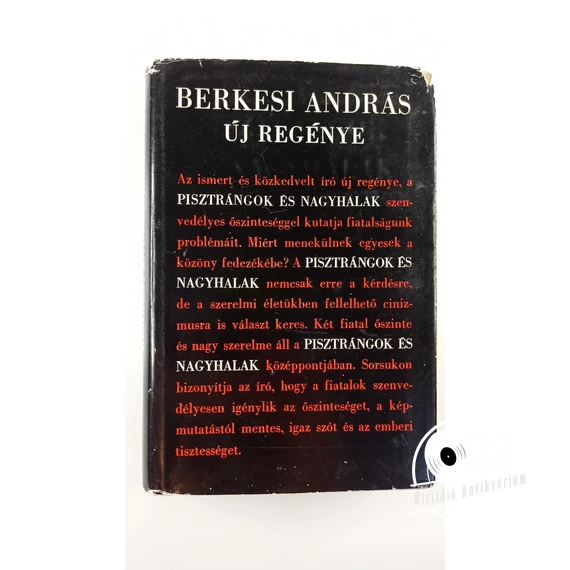 BERKESI ANDRÁS
ÚJ REGÉNYE
Az ismert és közkedvelt író új regénye, a
PISZTRÁNGOK ÉS NAGYHALAK szen-
vedélyes őszinteséggel kutatja fiatalságunk
problémáit. Miért menekülnek egyesek a
közöny fedezékébe? A PISZTRÁNGOK ÉS
NAGYHALAK nemcsak erre a kérdésre,
de a szerelmi életükben fellelhető ciniz-
musra is választ keres. Két fiatal őszinte
és nagy szerelme áll a PISZTRÁNGOK ÉS
NAGYHALAK középpontjában. Sorsukon
bizonyítja az író, hogy a fiatalok szenve-
délyesen igénylik az őszinteséget, a kép-
mutatástól mentes, igaz szót és az emberi
tisztességet.
Ricsidió Antikvárium